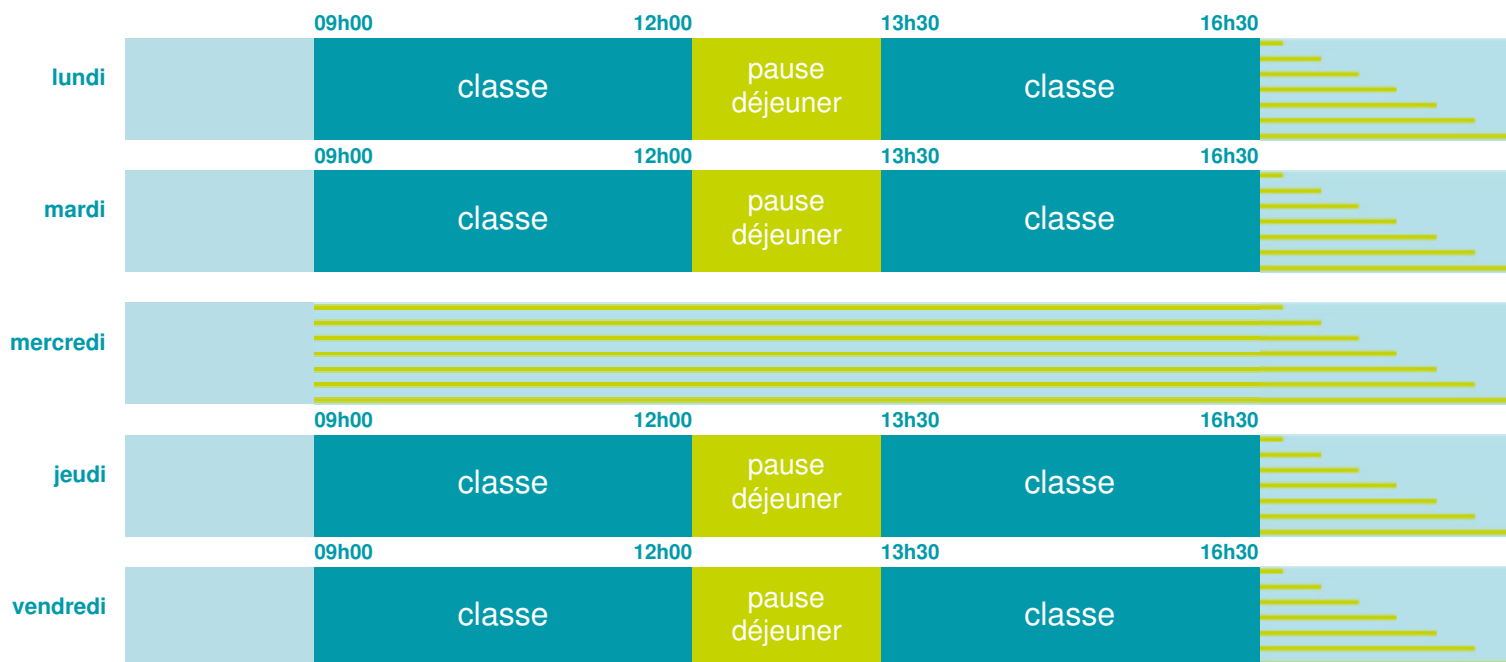 09h00 12h00 13h30 16h30
lundi classe pause déjeuner classe
09h00 12h00 13h30 16h30
mardi classe pause déjeuner classe
mercredi
09h00 12h00 13h30 16h30
jeudi classe pause déjeuner classe
09h00 12h00 13h30 16h30
vendredi classe pause déjeuner classe